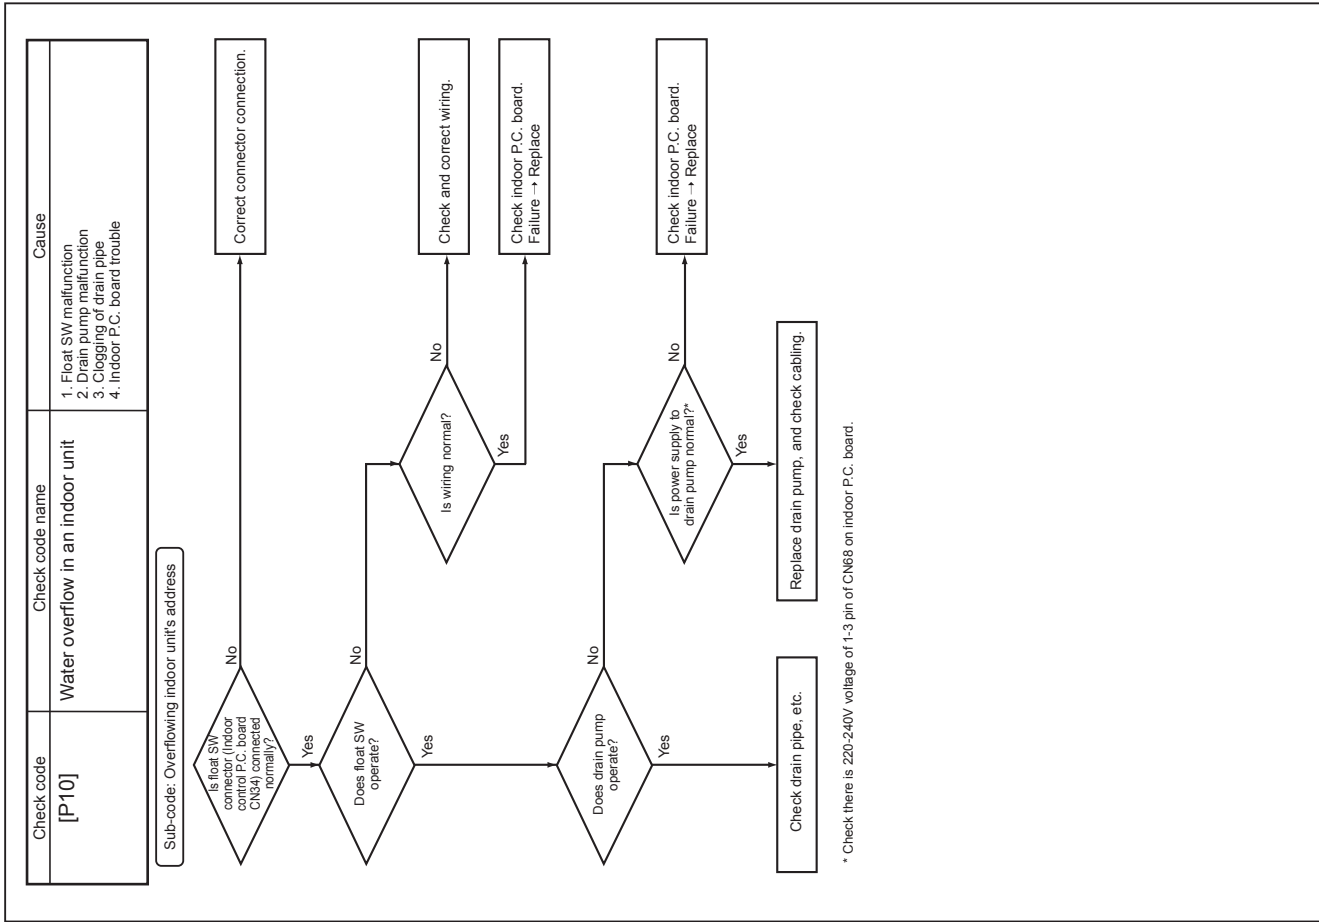 Check code
Check code name
Cause
[P10]
Water overflow in an indoor unit
1. Float SW malfunction
2. Drain pump malfunction
3. Clogging of drain pipe
4. Indoor P.C. board trouble
Sub-code: Overflowing indoor unit's address
Is float SW
connector (Indoor
control P.C. board
CN34) connected
normally?
No
Correct connector connection.
Yes
Does float SW
operate?
No
Is wiring normal?
No
Check and correct wiring.
Yes
Check indoor P.C. board.
Failure → Replace
Yes
Does drain pump
operate?
No
Is power supply to
drain pump normal?*
No
Check indoor P.C. board.
Failure → Replace
Yes
Replace drain pump, and check cabling.
Yes
Check drain pipe, etc.
* Check there is 220-240V voltage of 1-3 pin of CN68 on indoor P.C. board.